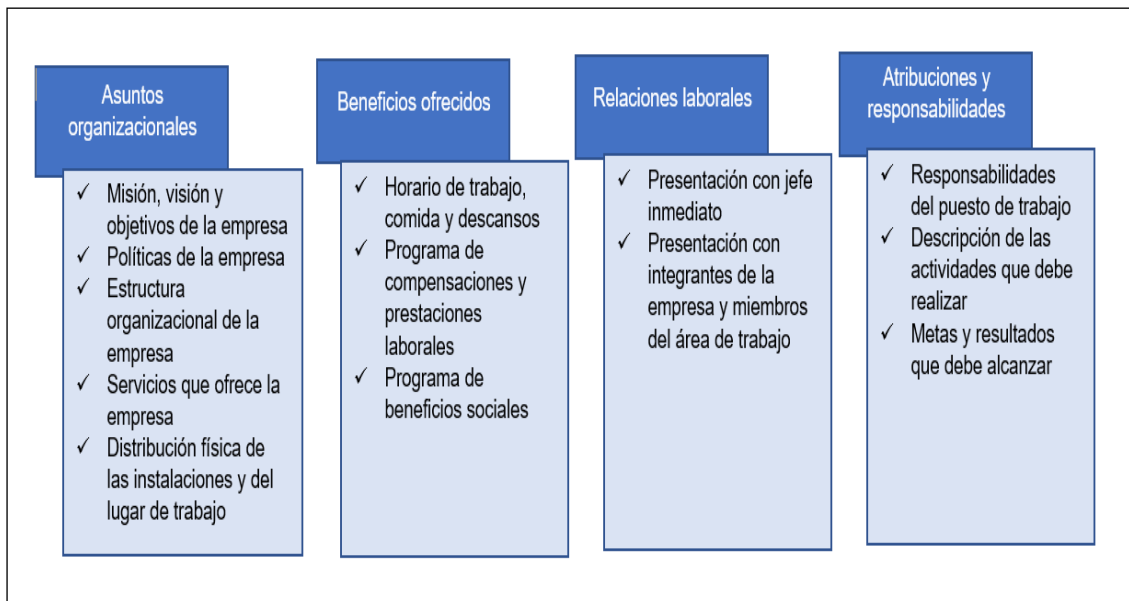 Asuntos
organizacionales
✓ Misión, visión y
objetivos de la empresa
✓ Políticas de la empresa
✓ Estructura
organizacional de la
empresa
✓ Servicios que ofrece la
empresa
✓ Distribución física de
las instalaciones y del
lugar de trabajo
Beneficios ofrecidos
✓ Horario de trabajo,
comida y descansos
✓ Programa de
compensaciones y
prestaciones
laborales
✓ Programa de
beneficios sociales
Relaciones laborales
✓ Presentación con jefe
inmediato
✓ Presentación con
integrantes de la
empresa y miembros
del área de trabajo
Atribuciones y
responsabilidades
✓ Responsabilidades
del puesto de trabajo
✓ Descripción de las
actividades que debe
realizar
✓ Metas y resultados
que debe alcanzar